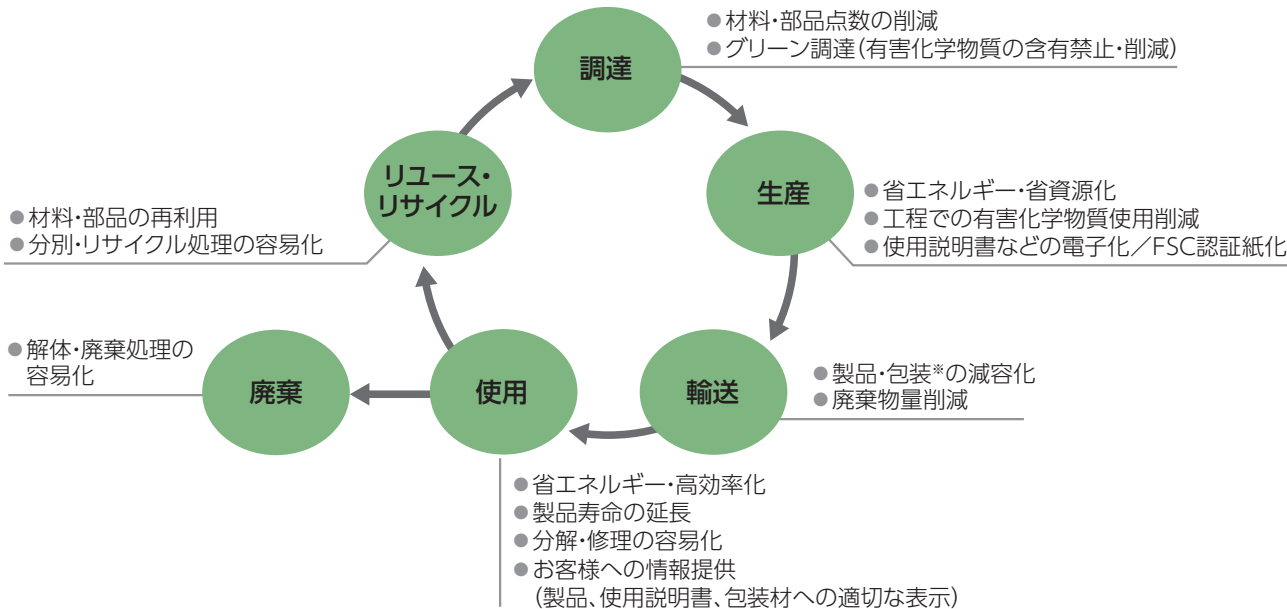 調達
●材料・部品点数の削減
●グリーン調達(有害化学物質の含有禁止・削減)
生産
●省エネルギー・省資源化
●工程での有害化学物質使用削減
●使用説明書などの電子化／FSC認証紙化
輸送
●製品・包装※の減容化
●廃棄物量削減
使用
●省エネルギー・高効率化
●製品寿命の延長
●分解・修理の容易化
●お客様への情報提供
(製品、使用説明書、包装材への適切な表示)
廃棄
●解体・廃棄処理の
容易化
リユース・
リサイクル
●材料・部品の再利用
●分別・リサイクル処理の容易化